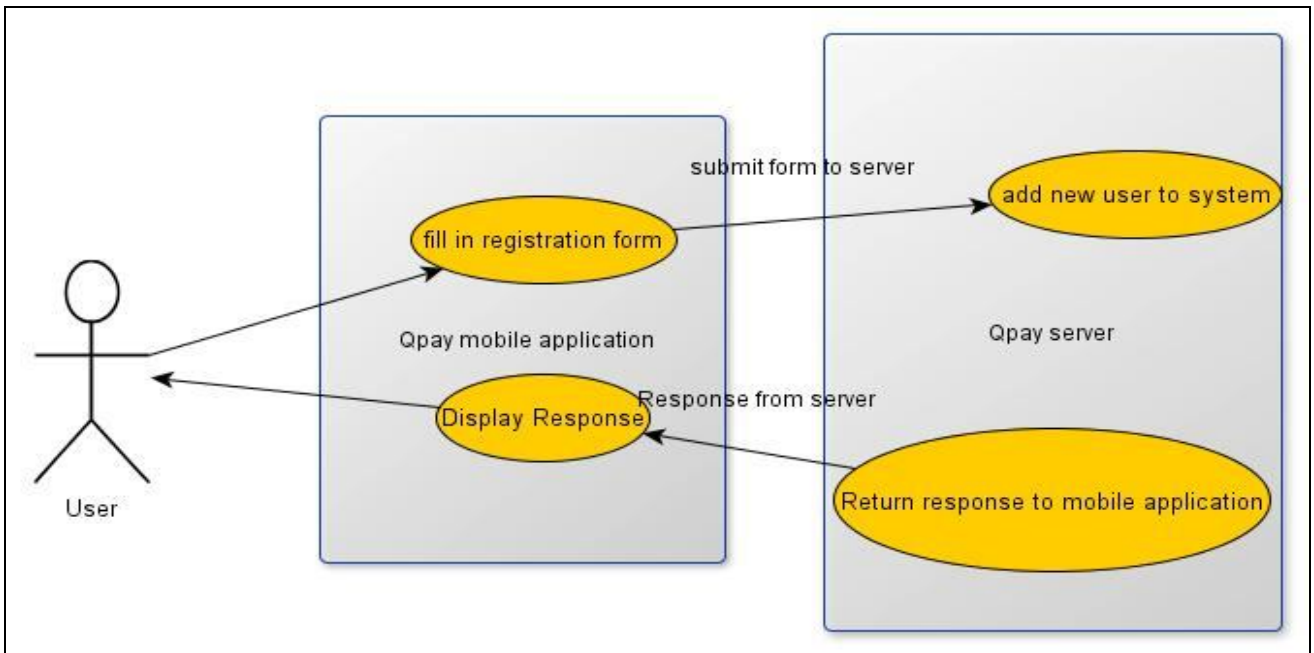 submit form to server
add new user to system
fill in registration form
Qpay mobile application
Qpay server
Response from server
Display Response
Return response to mobile application
User